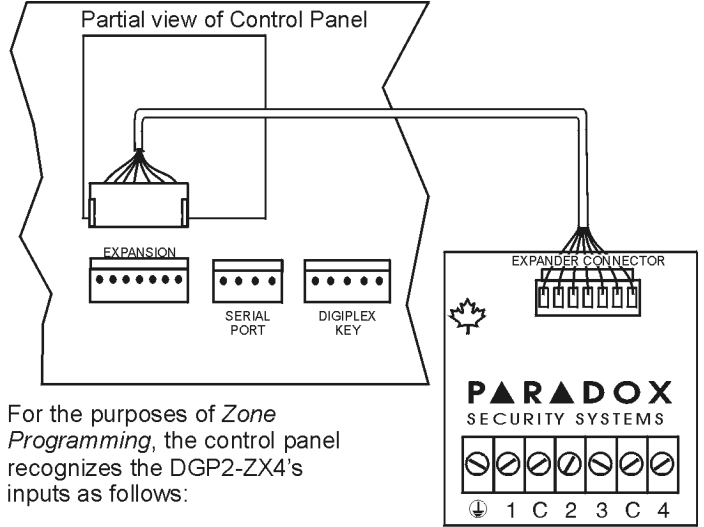 Partial view of Control Panel
EXPANSION
SERIAL
PORT
DIGIPLEX
KEY
EXPANDER CONNECTOR
PARADOX
SECURITY SYSTEMS
1 C 2 3 C 4
For the purposes of Zone
Programming, the control panel
recognizes the DGP2-ZX4's
inputs as follows: